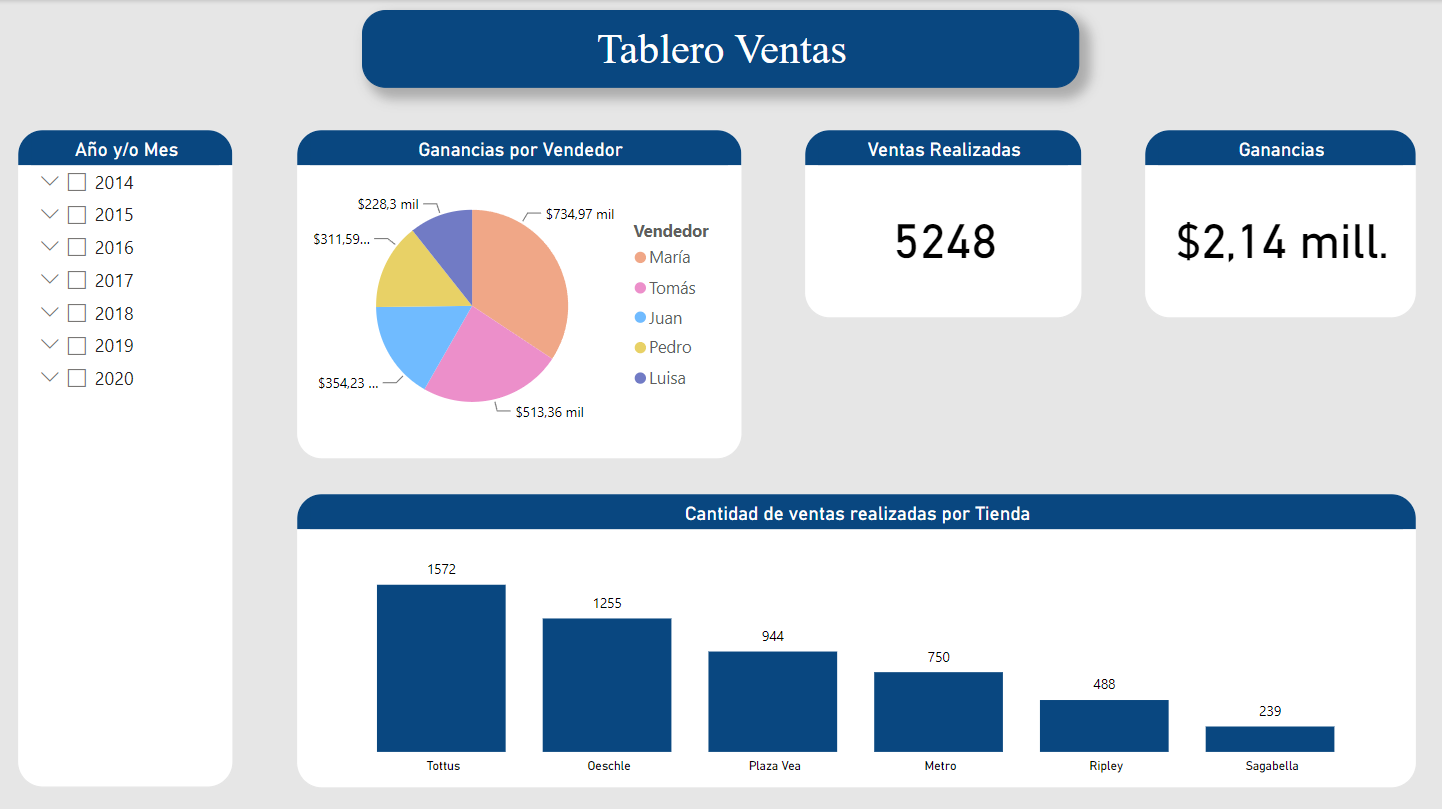 Tablero Ventas
Año y/o Mes
2014
2015
2016
2017
2018
2019
2020
Ganancias por Vendedor
$228,3 mil
$734,97 mil
$311,59...
$354,23 ...
$513,36 mil
Vendedor
María
Tomás
Juan
Pedro
Luisa
Ventas Realizadas
5248
Ganancias
$2,14 mill.
Cantidad de ventas realizadas por Tienda
1572
1255
944
750
488
239
Tottus
Oeschle
Plaza Vea
Metro
Ripley
Sagabella